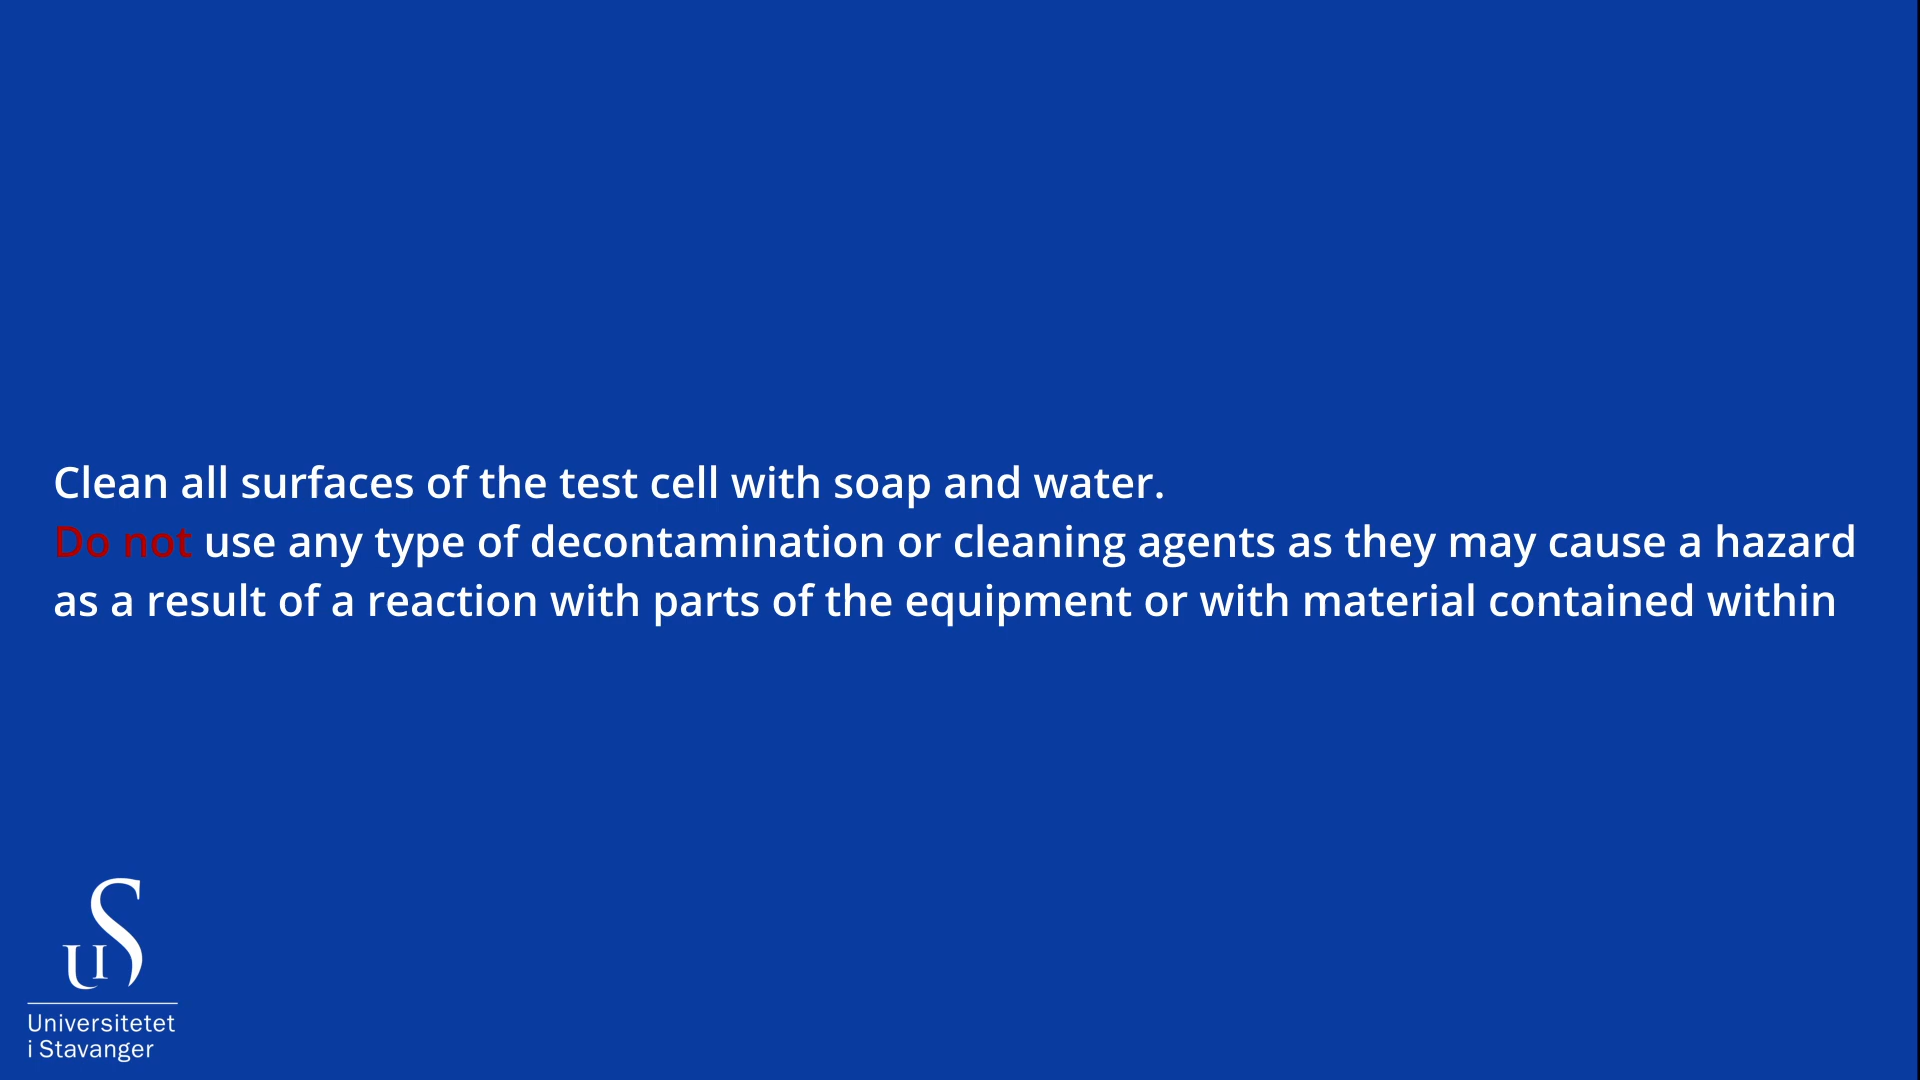 Clean all surfaces of the test cell with soap and water.
Do not use any type of decontamination or cleaning agents as they may cause a hazard
as a result of a reaction with parts of the equipment or with material contained within
uS
Universitetet
i Stavanger